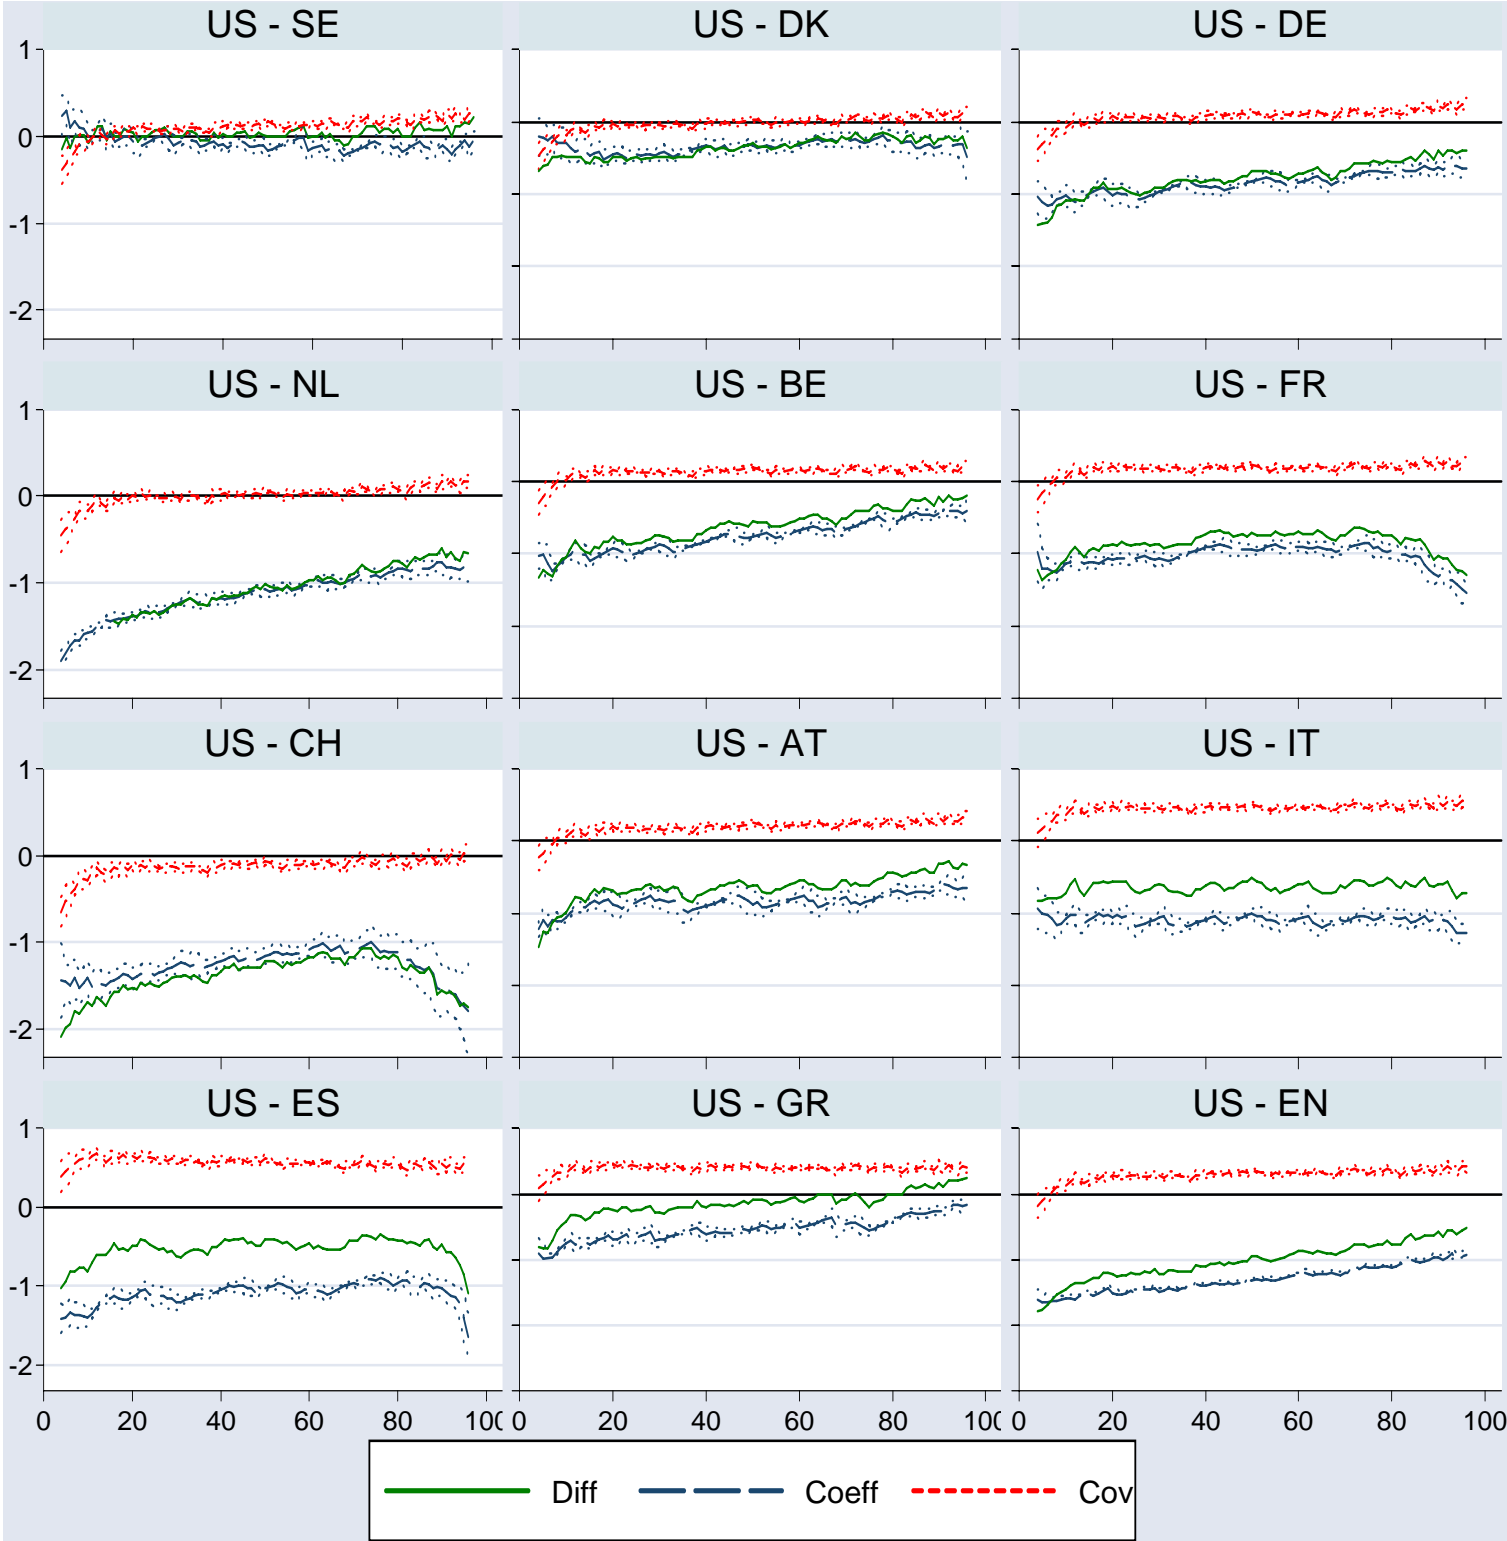 US - SE
US - DK
US - DE
1
0
-1
-2
US - NL
US - BE
US - FR
1
0
-1
-2
US - CH
US - AT
US - IT
1
0
-1
-2
US - ES
US - GR
US - EN
1
0
-1
-2
0 20 40 60 80 100 0 20 40 60 80 100 0 20 40 60 80 100
Diff Coeff Cov